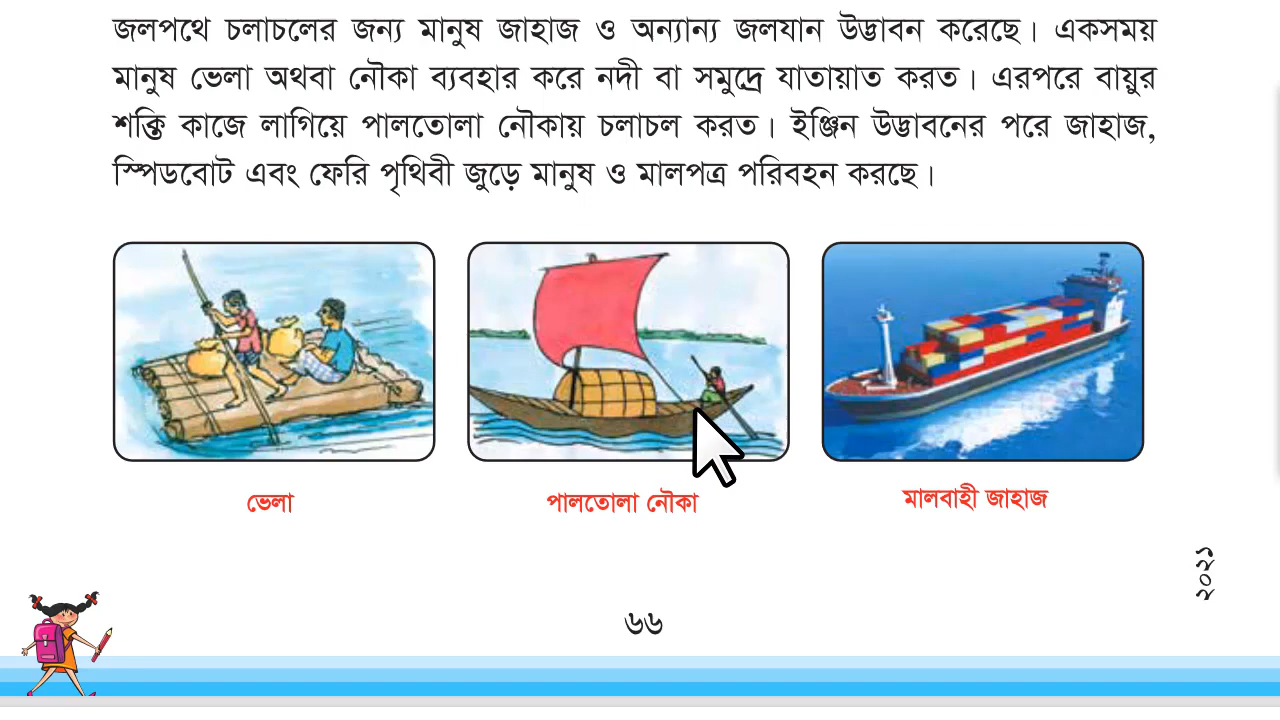 জলপথে চলাচলের জন্য মানুষ জাহাজ ও অন্যান্য জলযান উদ্ভাবন করেছে। একসময়
মানুষ ভেলা অথবা নৌকা ব্যবহার করে নদী বা সমুদ্রে যাতায়াত করত। এরপরে বায়ুর
শক্তি কাজে লাগিয়ে পালতোলা নৌকায় চলাচল করত। ইঞ্জিন উদ্ভাবনের পরে জাহাজ,
স্পিডবোট এবং ফেরি পৃথিবী জুড়ে মানুষ ও মালপত্র পরিবহন করছে।
ভেলা
পালতোলা নৌকা
মালবাহী জাহাজ
২০২১
৬৬